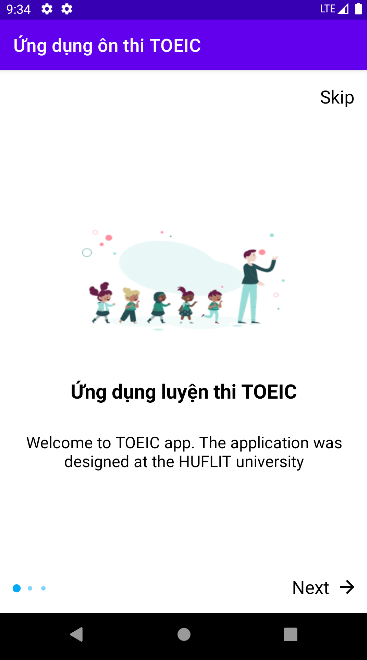 9:34 LTE
Ứng dụng ôn thi TOEIC
Skip
Ứng dụng luyện thi TOEIC
Welcome to TOEIC app. The application was
designed at the HUFLIT university
Next